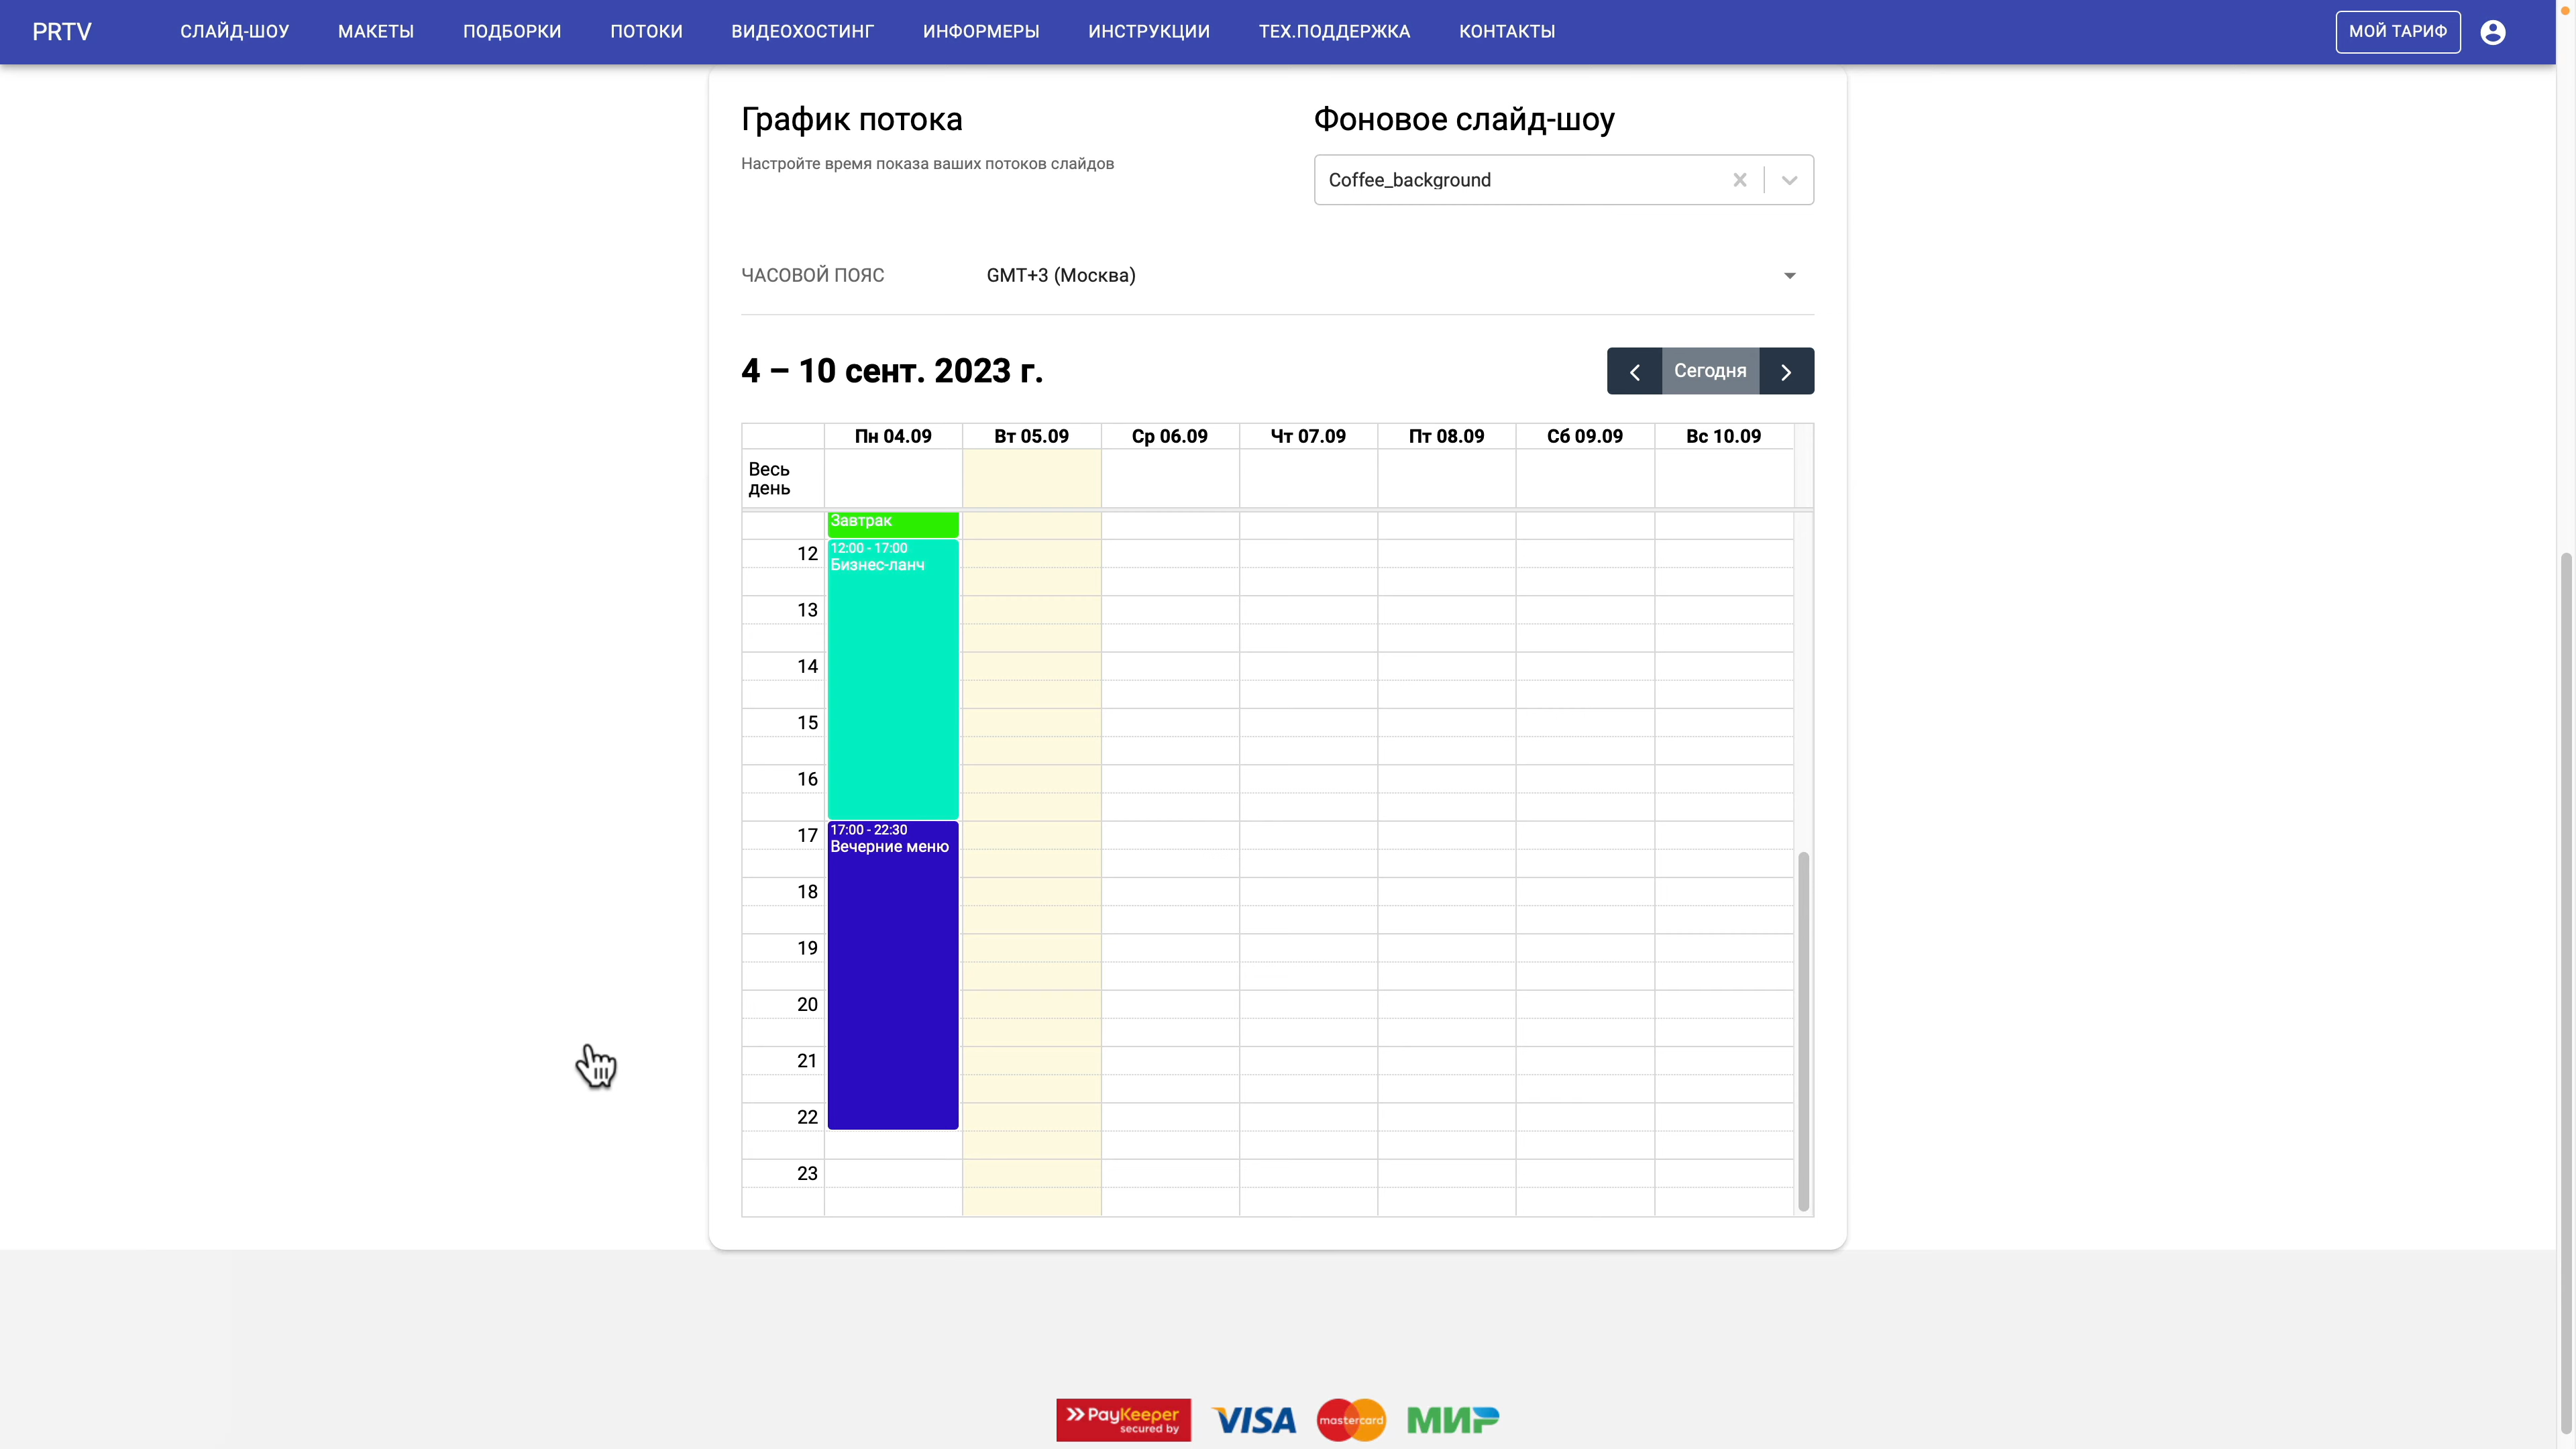 PRTV СЛАЙД-ШОУ МАКЕТЫ ПОДБОРКИ ПОТОКИ ВИДЕОХОСТИНГ ИНФОРМЕРЫ ИНСТРУКЦИИ ТЕХ.ПОДДЕРЖКА КОНТАКТЫ МОЙ ТАРИФ
График потока
Настройте время показа ваших потоков слайдов
Фоновое слайд-шоу
Coffee_background
ЧАСОВОЙ ПОЯС GMT+3 (Москва)
4 – 10 сент. 2023 г.
Сегодня
Пн 04.09 Вт 05.09 Ср 06.09 Чт 07.09 Пт 08.09 Сб 09.09 Вс 10.09
Весь
день
Завтрак
12
12:00 - 17:00
Бизнес-ланч
13
14
15
16
17
17:00 - 22:30
Вечерние меню
18
19
20
21
22
23
PayKeeper
secured by
VISA
mastercard
МИР